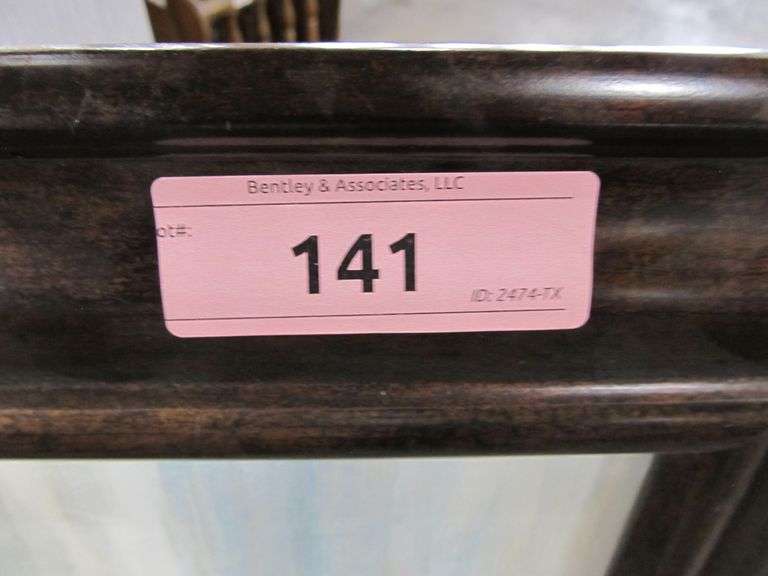 Bentley & Associates, LLC
ot#:
141
ID: 2474-TX